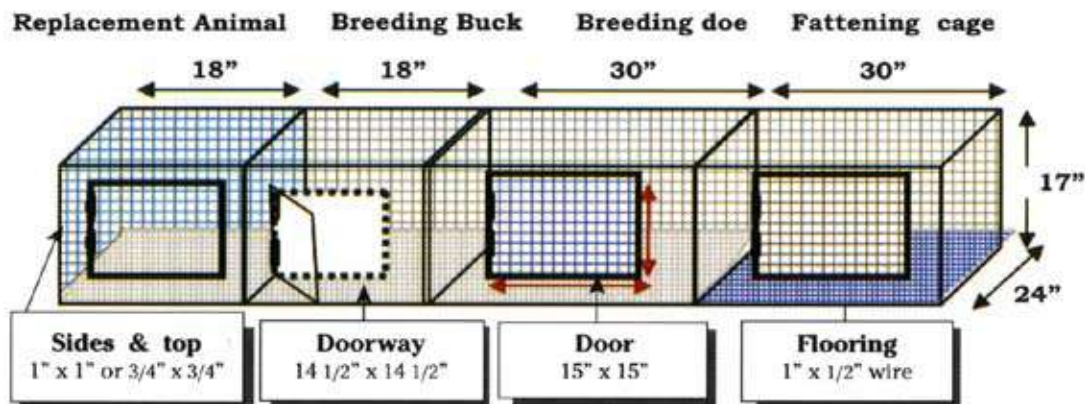 Replacement Animal Breeding Buck Breeding doe Fattening cage
18” 18” 30” 30”
17”
24”
Sides & top
1” x 1” or 3/4” x 3/4”
Doorway
14 1/2” x 14 1/2”
Door
15” x 15”
Flooring
1” x 1/2” wire